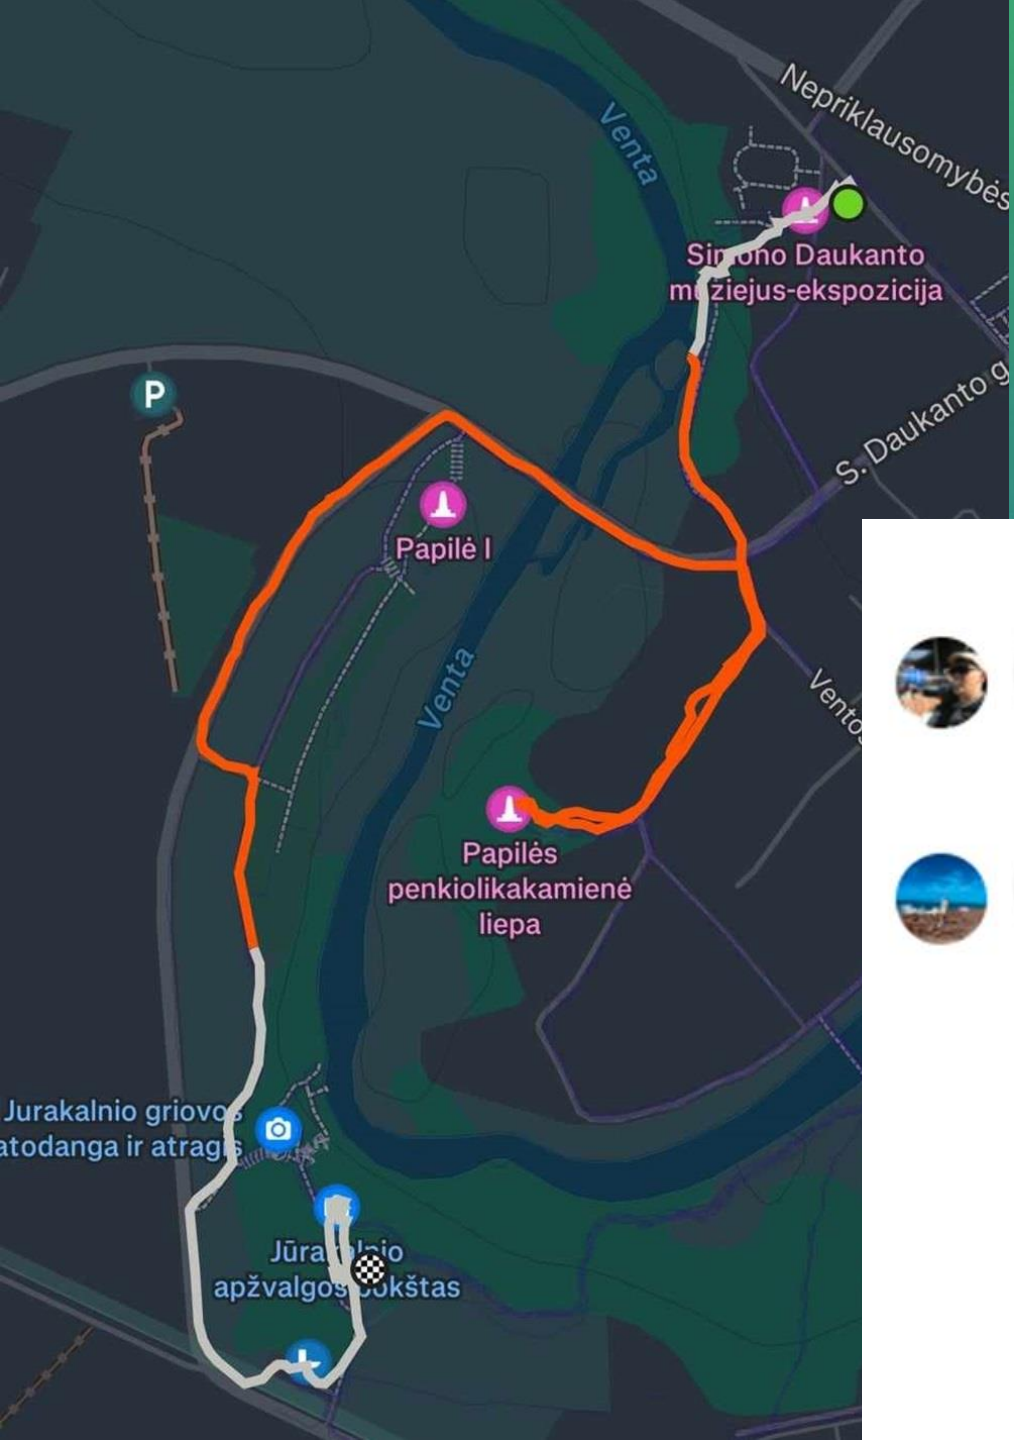 Nepriklausomybės
Venta
Simono Daukanto
muziejus-ekspozicija
P
S. Daukanto g
Papilė I
Venta
Ventos
Papilės
penkiolikakamienė
liepa
Jurakalnio griovos
atodanga ir atragis
Jūrakalnio
apžvalgos bokštas